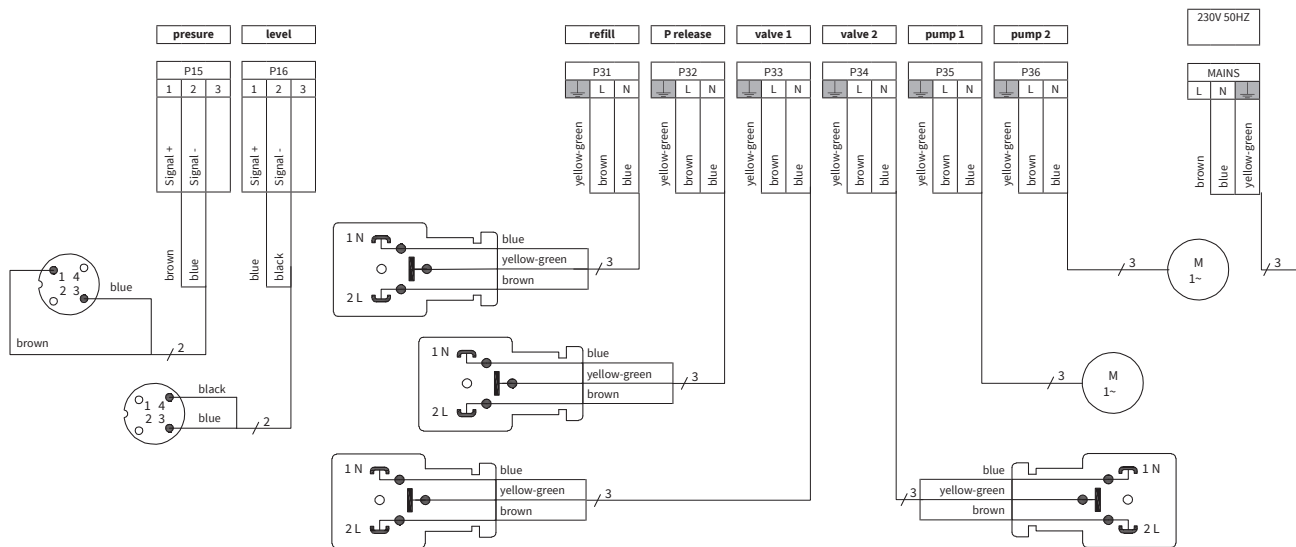 230V 50HZ
presure level refill P release valve 1 valve 2 pump 1 pump 2
P15 P16 P31 P32 P33 P34 P35 P36 MAINS
1 2 3 1 2 3 L N L N L N L N L N L N L N
Signal + Signal - Signal + Signal - yellow-green brown blue yellow-green brown blue yellow-green brown blue yellow-green brown blue yellow-green brown blue yellow-green brown blue brown blue yellow-green
brown blue blue black
1 N blue
yellow-green 3
brown
2 L
1 4
2 3 blue
brown 2
3 M
1~
3
1 N blue
yellow-green 3
brown
2 L
3 M
1~
black
1 4
2 3 blue 2
1 N blue
yellow-green 3
brown
2 L
blue 1 N
3 yellow-green
brown 2 L